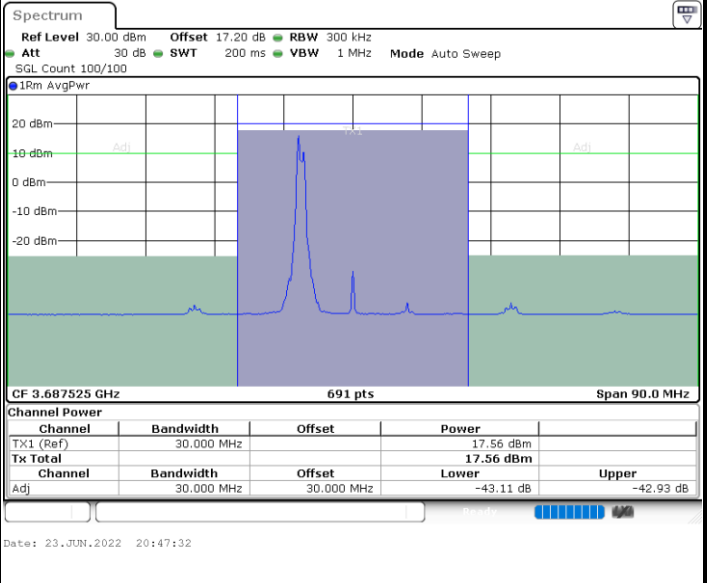 Spectrum
Ref Level 30.00 dBm Offset 17.20 dB RBW 300 kHz
Att 30 dB SWT 200 ms VBW 1 MHz Mode Auto Sweep
SGL Count 100/100
1Rm AvgPwr
20 dBm
TX1
Adj Adj
10 dBm
0 dBm
-10 dBm
-20 dBm
CF 3.687525 GHz 691 pts Span 90.0 MHz
Channel Power
Channel Bandwidth Offset Power
TX1 (Ref) 30.000 MHz 17.56 dBm
Tx Total 17.56 dBm
Channel Bandwidth Offset Lower Upper
Adj 30.000 MHz 30.000 MHz -43.11 dB -42.93 dB
Ready
Date: 23.JUN.2022 20:47:32